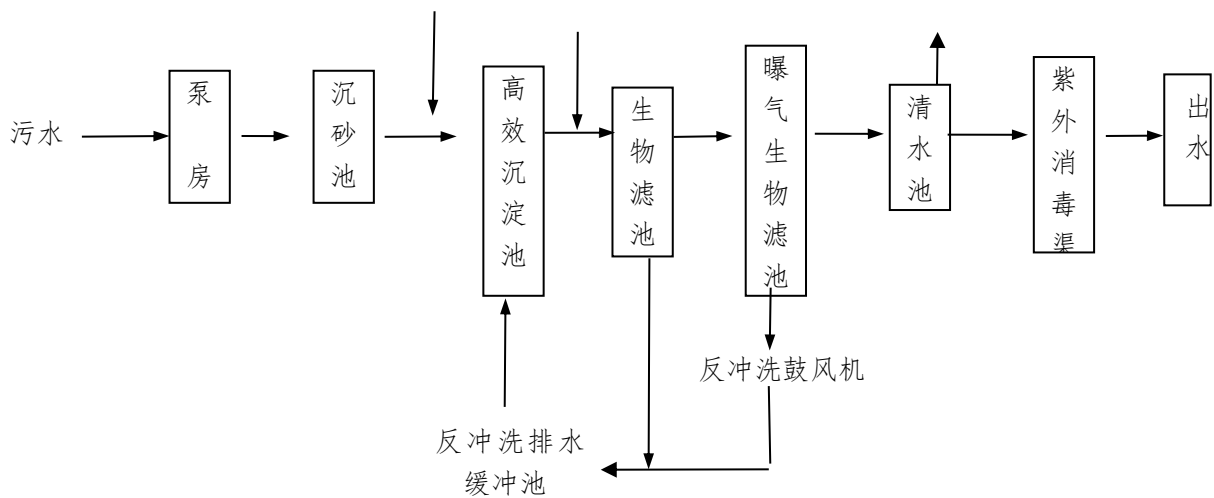 污水
泵房
沉砂池
高效沉淀池
生物滤池
曝气生物滤池
清水池
紫外消毒渠
出水
反冲洗鼓风机
反冲洗排水
缓冲池